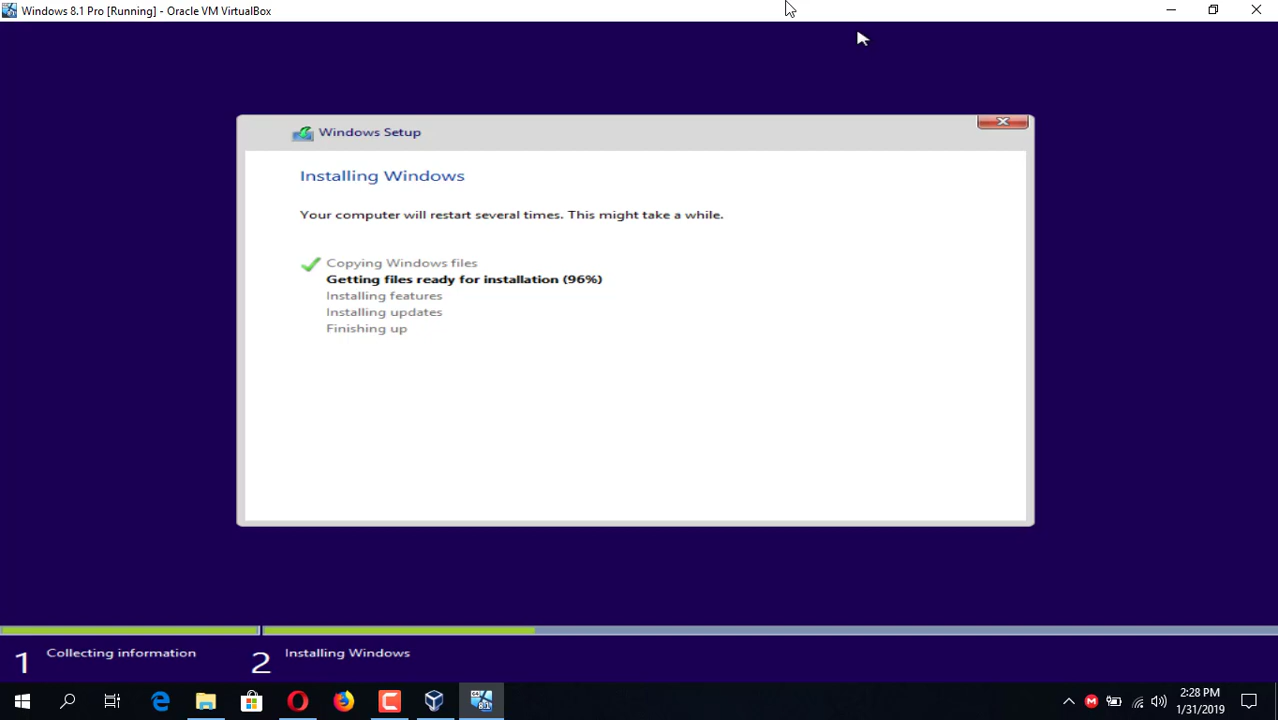 Windows 8.1 Pro [Running] - Oracle VM VirtualBox
Windows Setup
Installing Windows
Your computer will restart several times. This might take a while.
Copying Windows files
Getting files ready for installation (96%)
Installing features
Installing updates
Finishing up
1 Collecting information
2 Installing Windows
2:28 PM
1/31/2019